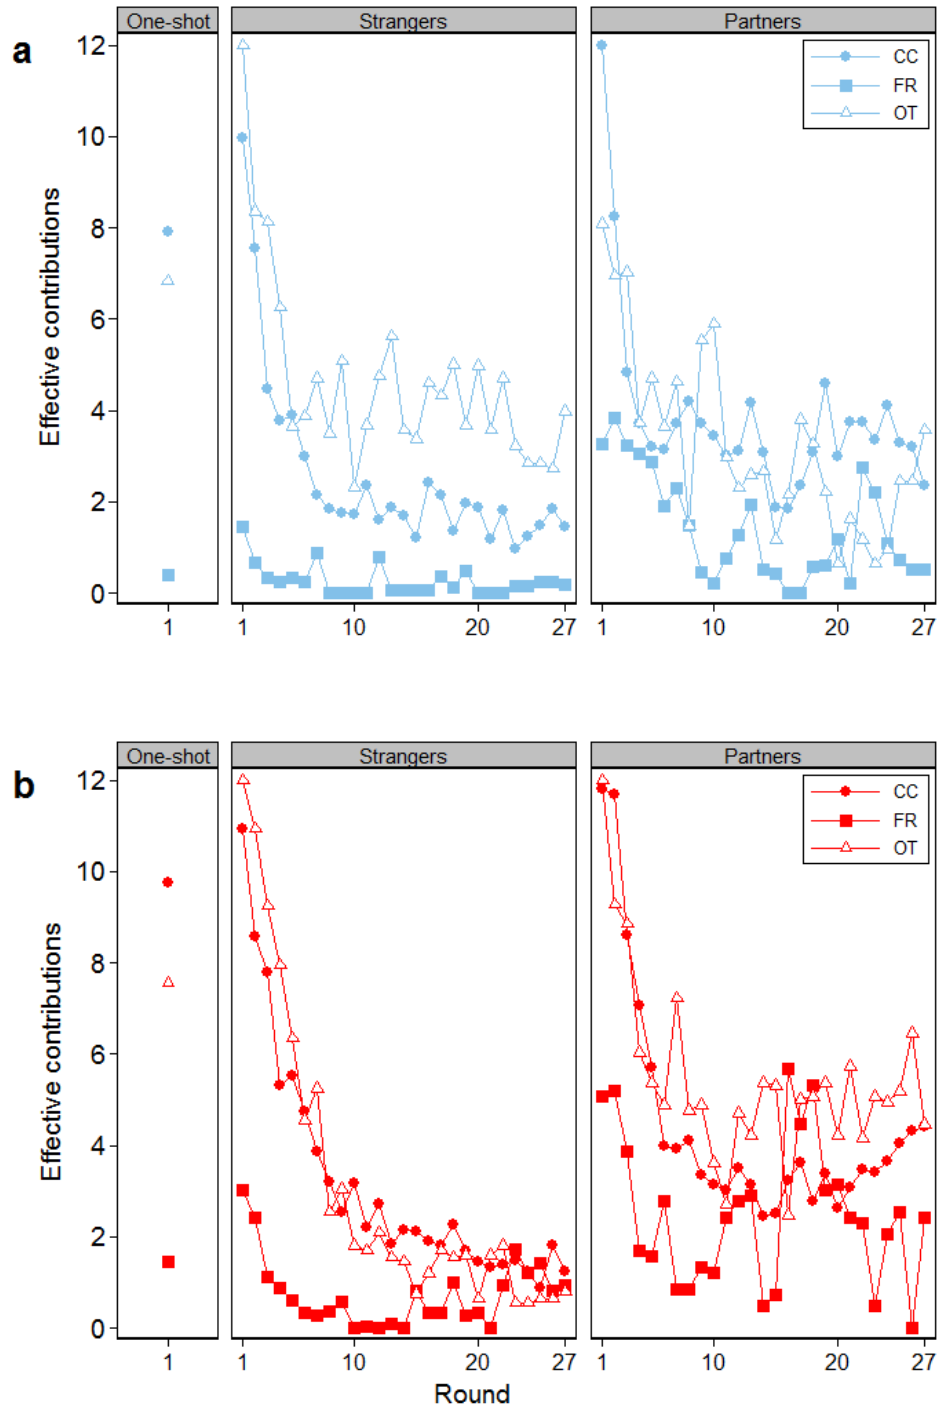 a
One-shot
Strangers
Partners
Effective contributions
12
10
8
6
4
2
0
CC
FR
OT
1
1
10
20
27
1
10
20
27
b
One-shot
Strangers
Partners
Effective contributions
12
10
8
6
4
2
0
CC
FR
OT
1
1
10
20
27
1
10
20
27
Round